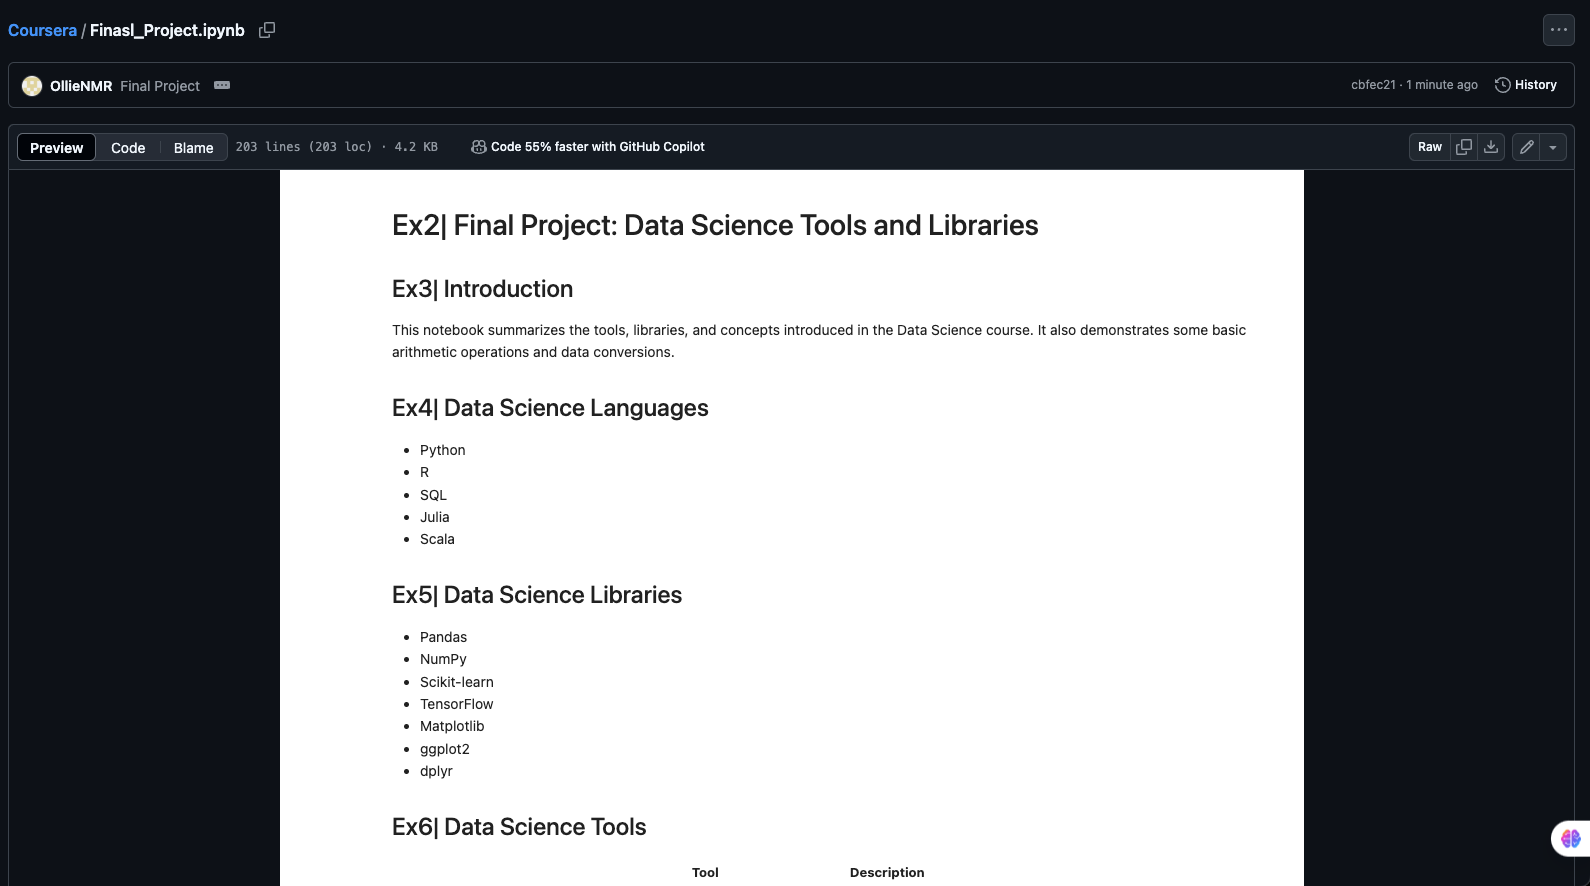 Coursera / Finasl_Project.ipynb
OllieNMR Final Project
cbfec21 · 1 minute ago
History
Preview
Code
Blame
203 lines (203 loc) · 4.2 KB
Code 55% faster with GitHub Copilot
Raw
Ex2| Final Project: Data Science Tools and Libraries
Ex3| Introduction
This notebook summarizes the tools, libraries, and concepts introduced in the Data Science course. It also demonstrates some basic
arithmetic operations and data conversions.
Ex4| Data Science Languages
• Python
• R
• SQL
• Julia
• Scala
Ex5| Data Science Libraries
• Pandas
• NumPy
• Scikit-learn
• TensorFlow
• Matplotlib
• ggplot2
• dplyr
Ex6| Data Science Tools
Tool Description